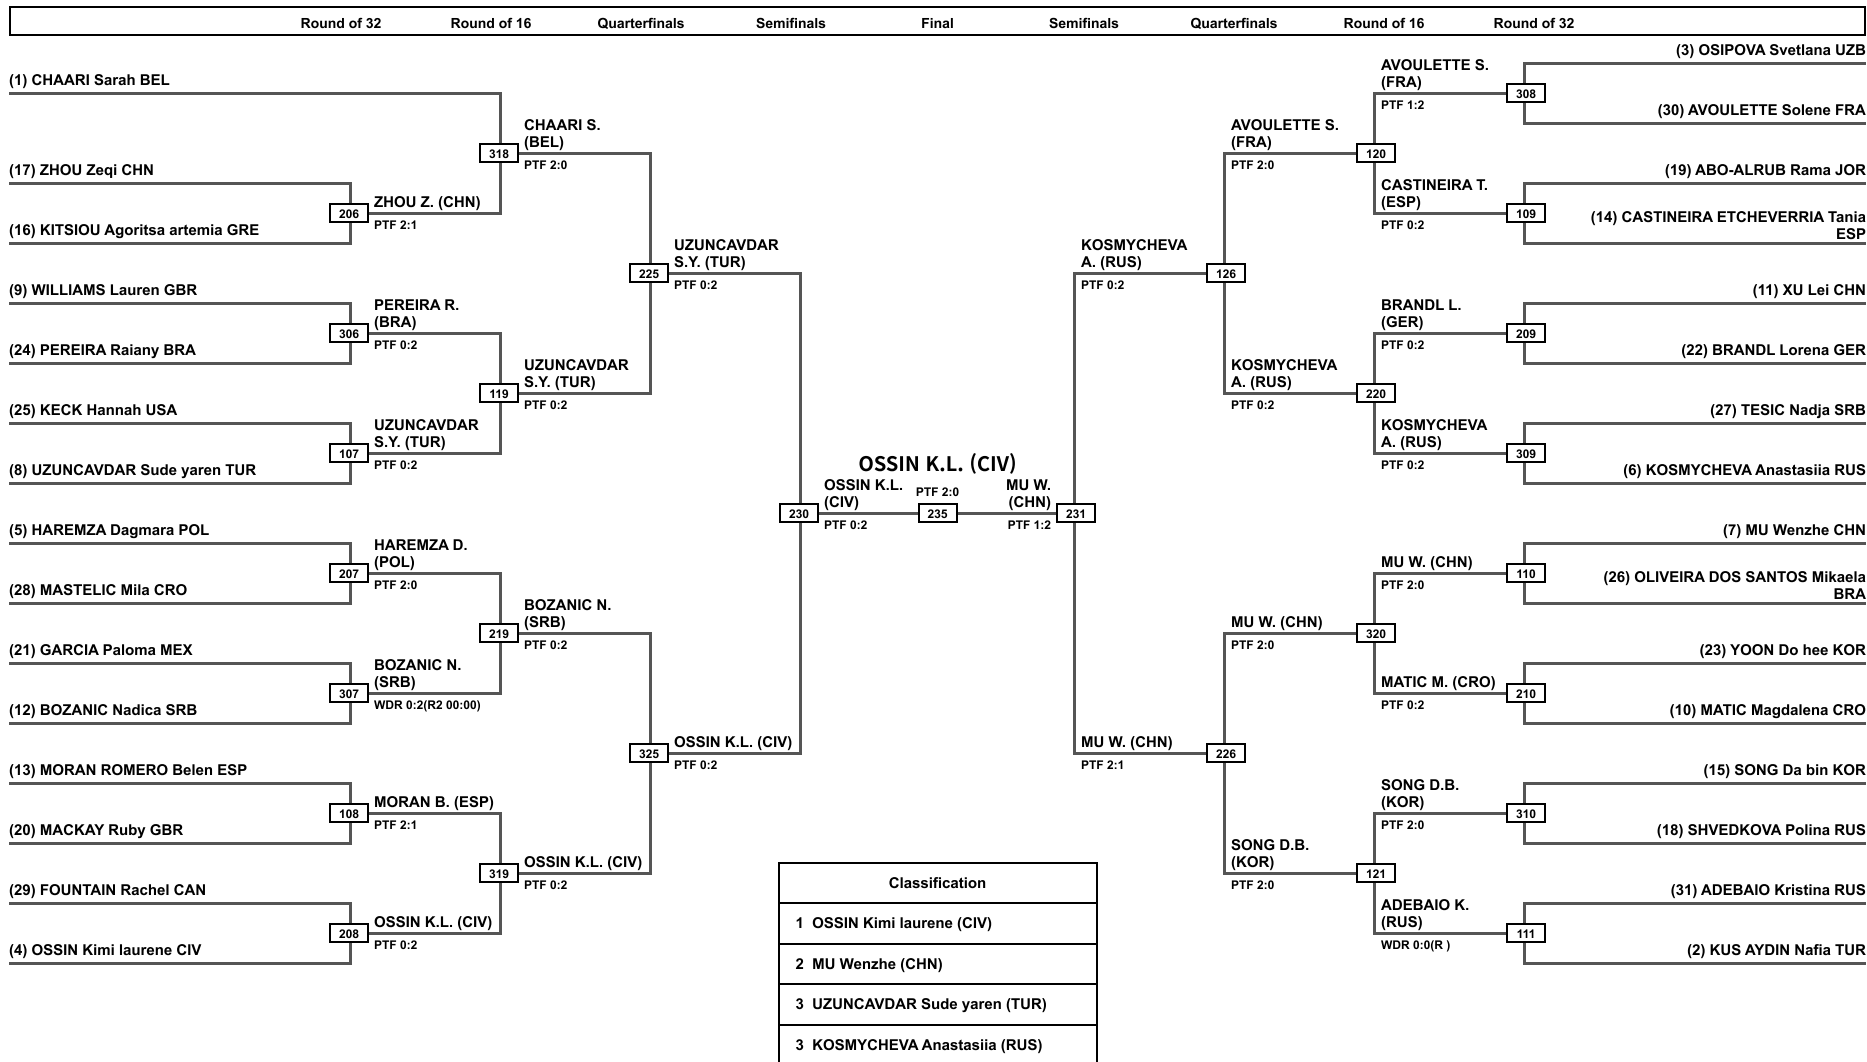 Round of 32 Round of 16 Quarterfinals Semifinals Final Semifinals Quarterfinals Round of 16 Round of 32
(1) CHAARI Sarah BEL
(17) ZHOU Zeqi CHN
(16) KITSIOU Agoritsa artemia GRE
(9) WILLIAMS Lauren GBR
(24) PEREIRA Raiany BRA
(25) KECK Hannah USA
(8) UZUNCAVDAR Sude yaren TUR
(5) HAREMZA Dagmara POL
(28) MASTELIC Mila CRO
(21) GARCIA Paloma MEX
(12) BOZANIC Nadica SRB
(13) MORAN ROMERO Belen ESP
(20) MACKAY Ruby GBR
(29) FOUNTAIN Rachel CAN
(4) OSSIN Kimi laurene CIV
206
ZHOU Z. (CHN)
PTF 2:1
306
PEREIRA R.
(BRA)
PTF 0:2
107
UZUNCAVDAR
S.Y. (TUR)
PTF 0:2
207
HAREMZA D.
(POL)
PTF 2:0
307
BOZANIC N.
(SRB)
WDR 0:2(R2 00:00)
108
MORAN B. (ESP)
PTF 2:1
208
OSSIN K.L. (CIV)
PTF 0:2
318
CHAARI S.
(BEL)
PTF 2:0
119
UZUNCAVDAR
S.Y. (TUR)
PTF 0:2
219
BOZANIC N.
(SRB)
PTF 0:2
319
OSSIN K.L. (CIV)
PTF 0:2
225
UZUNCAVDAR
S.Y. (TUR)
PTF 0:2
325
OSSIN K.L. (CIV)
PTF 0:2
230
OSSIN K.L.
(CIV)
PTF 0:2
OSSIN K.L. (CIV)
PTF 2:0
235
MU W.
(CHN)
PTF 1:2
231
KOSMYCHEVA
A. (RUS)
PTF 0:2
126
MU W. (CHN)
PTF 2:1
226
AVOULETTE S.
(FRA)
PTF 2:0
120
KOSMYCHEVA
A. (RUS)
PTF 0:2
220
MU W. (CHN)
PTF 2:0
320
SONG D.B.
(KOR)
PTF 2:0
121
AVOULETTE S.
(FRA)
PTF 1:2
308
CASTINEIRA T.
(ESP)
PTF 0:2
109
BRANDL L.
(GER)
PTF 0:2
209
KOSMYCHEVA
A. (RUS)
PTF 0:2
309
MU W. (CHN)
PTF 2:0
110
MATIC M. (CRO)
PTF 0:2
210
SONG D.B.
(KOR)
PTF 2:0
310
ADEBAIO K.
(RUS)
WDR 0:0(R )
111
(3) OSIPOVA Svetlana UZB
(30) AVOULETTE Solene FRA
(19) ABO-ALRUB Rama JOR
(14) CASTINEIRA ETCHEVERRIA Tania
ESP
(11) XU Lei CHN
(22) BRANDL Lorena GER
(27) TESIC Nadja SRB
(6) KOSMYCHEVA Anastasiia RUS
(7) MU Wenzhe CHN
(26) OLIVEIRA DOS SANTOS Mikaela
BRA
(23) YOON Do hee KOR
(10) MATIC Magdalena CRO
(15) SONG Da bin KOR
(18) SHVEDKOVA Polina RUS
(31) ADEBAIO Kristina RUS
(2) KUS AYDIN Nafia TUR
Classification
1 OSSIN Kimi laurene (CIV)
2 MU Wenzhe (CHN)
3 UZUNCAVDAR Sude yaren (TUR)
3 KOSMYCHEVA Anastasiia (RUS)